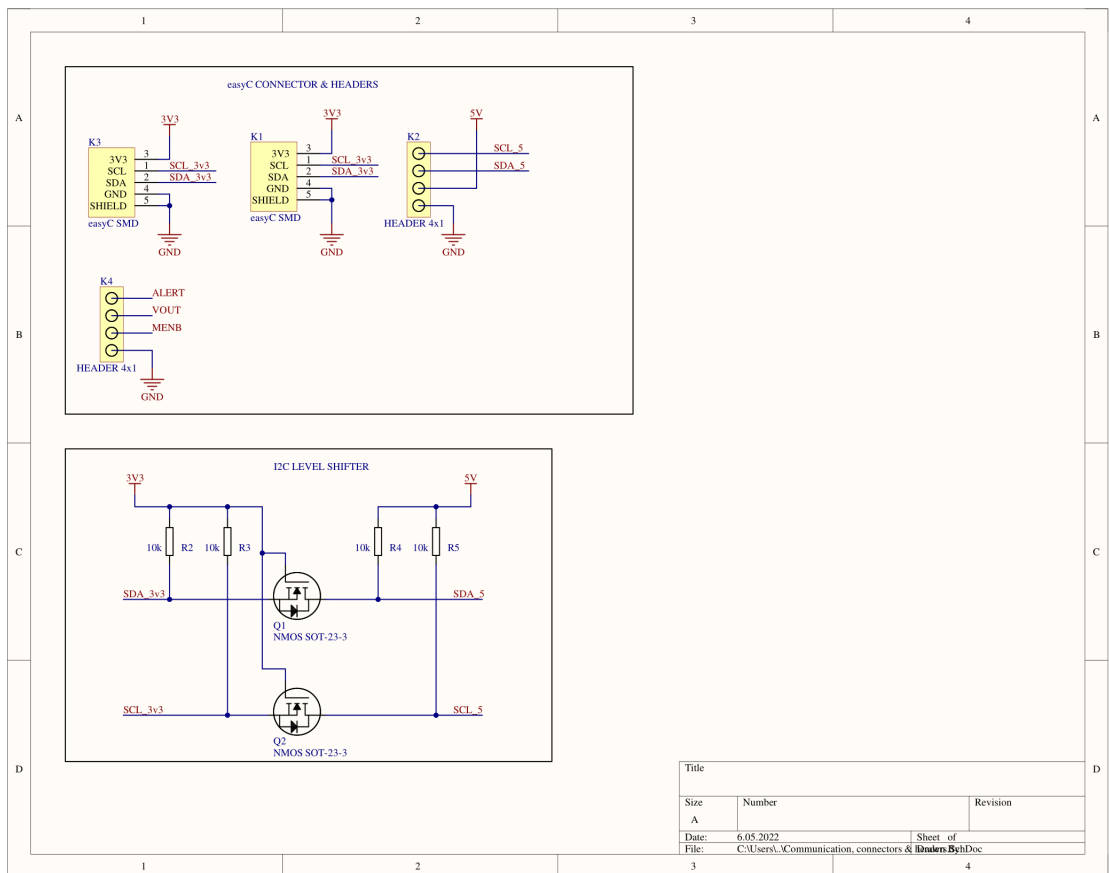 1 2 3 4
A A
easyC CONNECTOR & HEADERS
3V3 3V3 5V
K3 K1 K2
3V3 3
SCL 1 SCL_3v3
SDA 2 SDA_3v3
GND 4
SHIELD 5
easyC SMD
GND
3V3 3
SCL 1 SCL_3v3
SDA 2 SDA_3v3
GND 4
SHIELD 5
easyC SMD
GND
SCL_5
SDA_5
HEADER 4x1
GND
B B
K4
ALERT
VOUT
MENB
HEADER 4x1
GND
I2C LEVEL SHIFTER
3V3 5V
C C
10k R2 10k R3 10k R4 10k R5
SDA_3v3 SDA_5
Q1
NMOS SOT-23-3
SCL_3v3 SCL_5
Q2
NMOS SOT-23-3
D D
Title
Size Number Revision
A
Date: 6.05.2022 Sheet of
File: C:\Users\..\Communication, connectors &
1 2 3 4